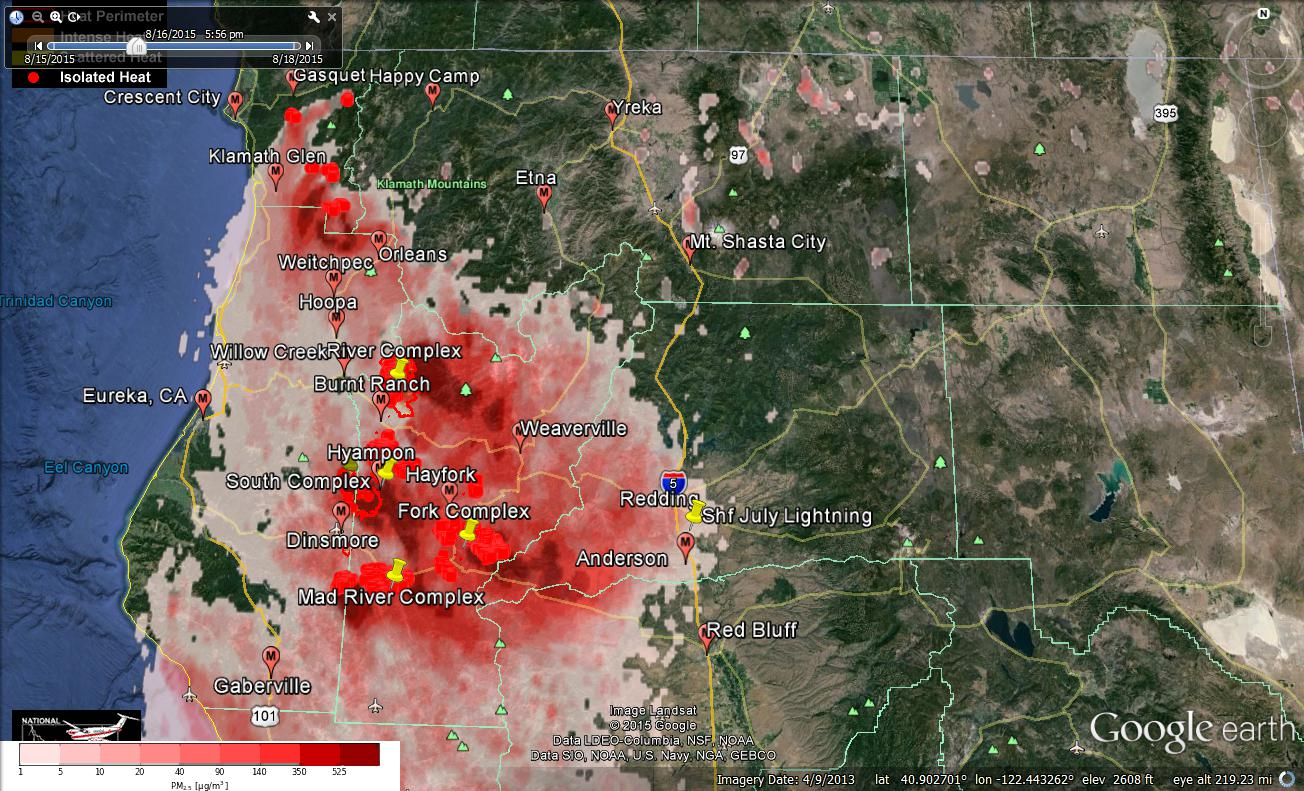 Heat Perimeter
8/16/2015 5:56 pm
Intense Heat
8/15/2015
8/18/2015
Scattered Heat
Isolated Heat
N
Gasquet
Happy Camp
Crescent City
Yreka
395
97
Klamath Glen
Klamath Mountains
Etna
Mt. Shasta City
Orleans
Weitchpec
Trinidad Canyon
Hoopa
Willow Creek
River Complex
Burnt Ranch
Eureka, CA
Weaverville
Hyampom
Eel Canyon
South Complex
Hayfork
5
Redding
Fork Complex
Shf July Lightning
Dinsmore
Anderson
Mad River Complex
Red Bluff
Gaberville
101
NATIONAL
Image Landsat
© 2015 Google
Data LDEO-Columbia, NSF, NOAA
Data SIO, NOAA, U.S. Navy, NGA, GEBCO
Google earth
1 5 10 20 40 90 140 350 525
PM2.5 [µg/m³]
Imagery Date: 4/9/2013 lat 40.902701° lon -122.443262° elev 2608 ft eye alt 219.23 mi